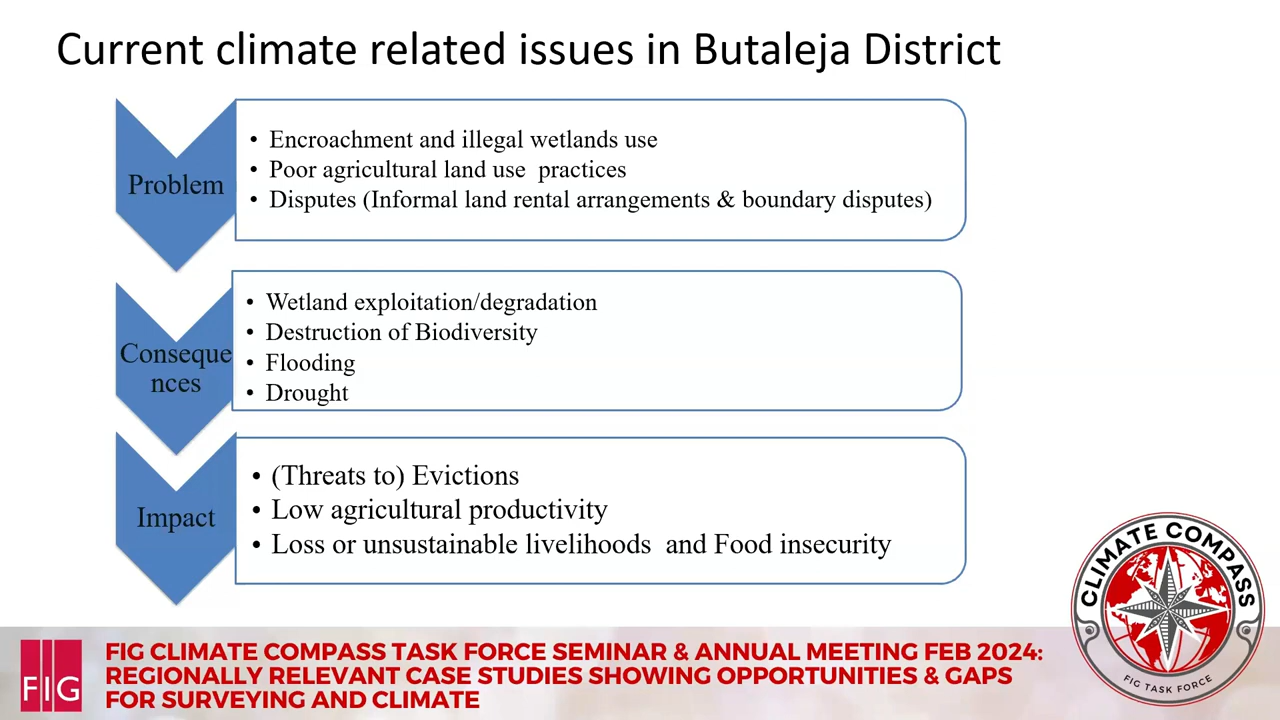 Current climate related issues in Butaleja District
Problem
• Encroachment and illegal wetlands use
• Poor agricultural land use  practices
• Disputes (Informal land rental arrangements & boundary disputes)
Conseque
nces
• Wetland exploitation/degradation
• Destruction of Biodiversity
• Flooding
• Drought
Impact
• (Threats to) Evictions
• Low agricultural productivity
• Loss or unsustainable livelihoods  and Food insecurity
CLIMATE COMPASS
FIG TASK FORCE
FIG
FIG CLIMATE COMPASS TASK FORCE SEMINAR & ANNUAL MEETING FEB 2024:
REGIONALLY RELEVANT CASE STUDIES SHOWING OPPORTUNITIES & GAPS
FOR SURVEYING AND CLIMATE